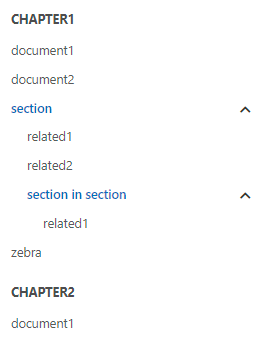 CHAPTER1
document1
document2
section
related1
related2
section in section
related1
zebra
CHAPTER2
document1